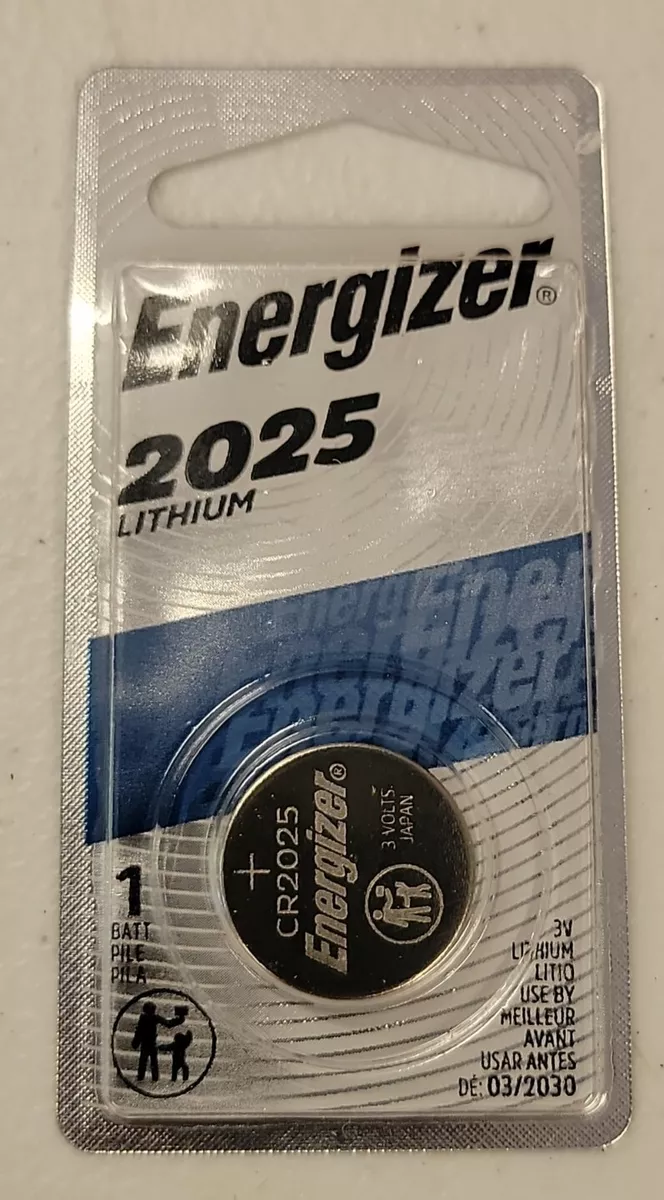 Energizer®
2025
LITHIUM
Energizer
Energizer
+
CR2025
Energizer®
3 VOLTS
JAPAN
1
BATT
PILE
PILA
3V
LITHIUM
LITIO
USE BY
MEILLEUR
AVANT
USAR ANTES
DE: 03/2030